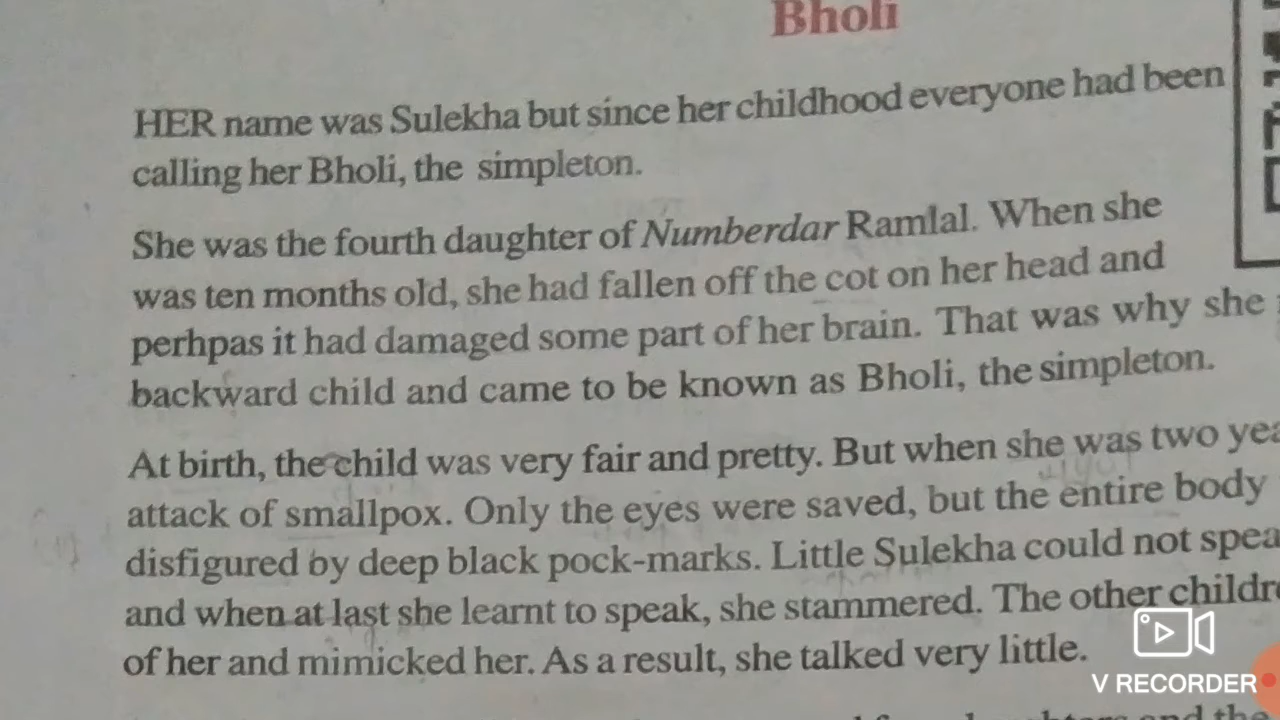 Bholi
HER name was Sulekha but since her childhood everyone had been
calling her Bholi, the simpleton.
She was the fourth daughter of Numberdar Ramlal. When she
was ten months old, she had fallen off the cot on her head and
perhpas it had damaged some part of her brain. That was why she
backward child and came to be known as Bholi, the simpleton.
At birth, the child was very fair and pretty. But when she was two yea
attack of smallpox. Only the eyes were saved, but the entire body
disfigured by deep black pock-marks. Little Sulekha could not spea
and when at last she learnt to speak, she stammered. The other childre
of her and mimicked her. As a result, she talked very little.
V RECORDER
and the